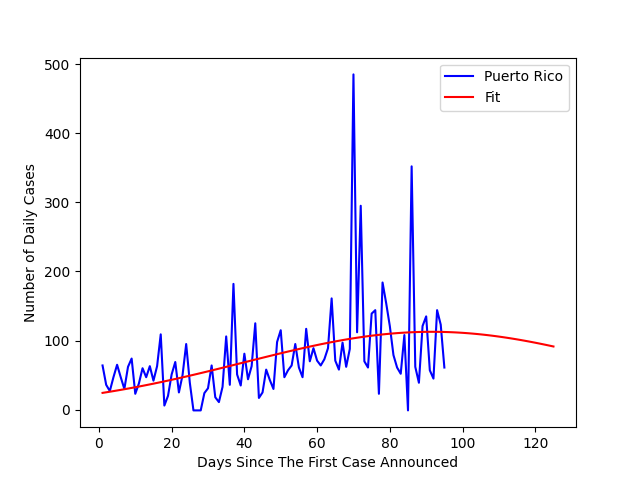 500
400
300
200
100
0
Number of Daily Cases
Puerto Rico
Fit
0 20 40 60 80 100 120
Days Since The First Case Announced